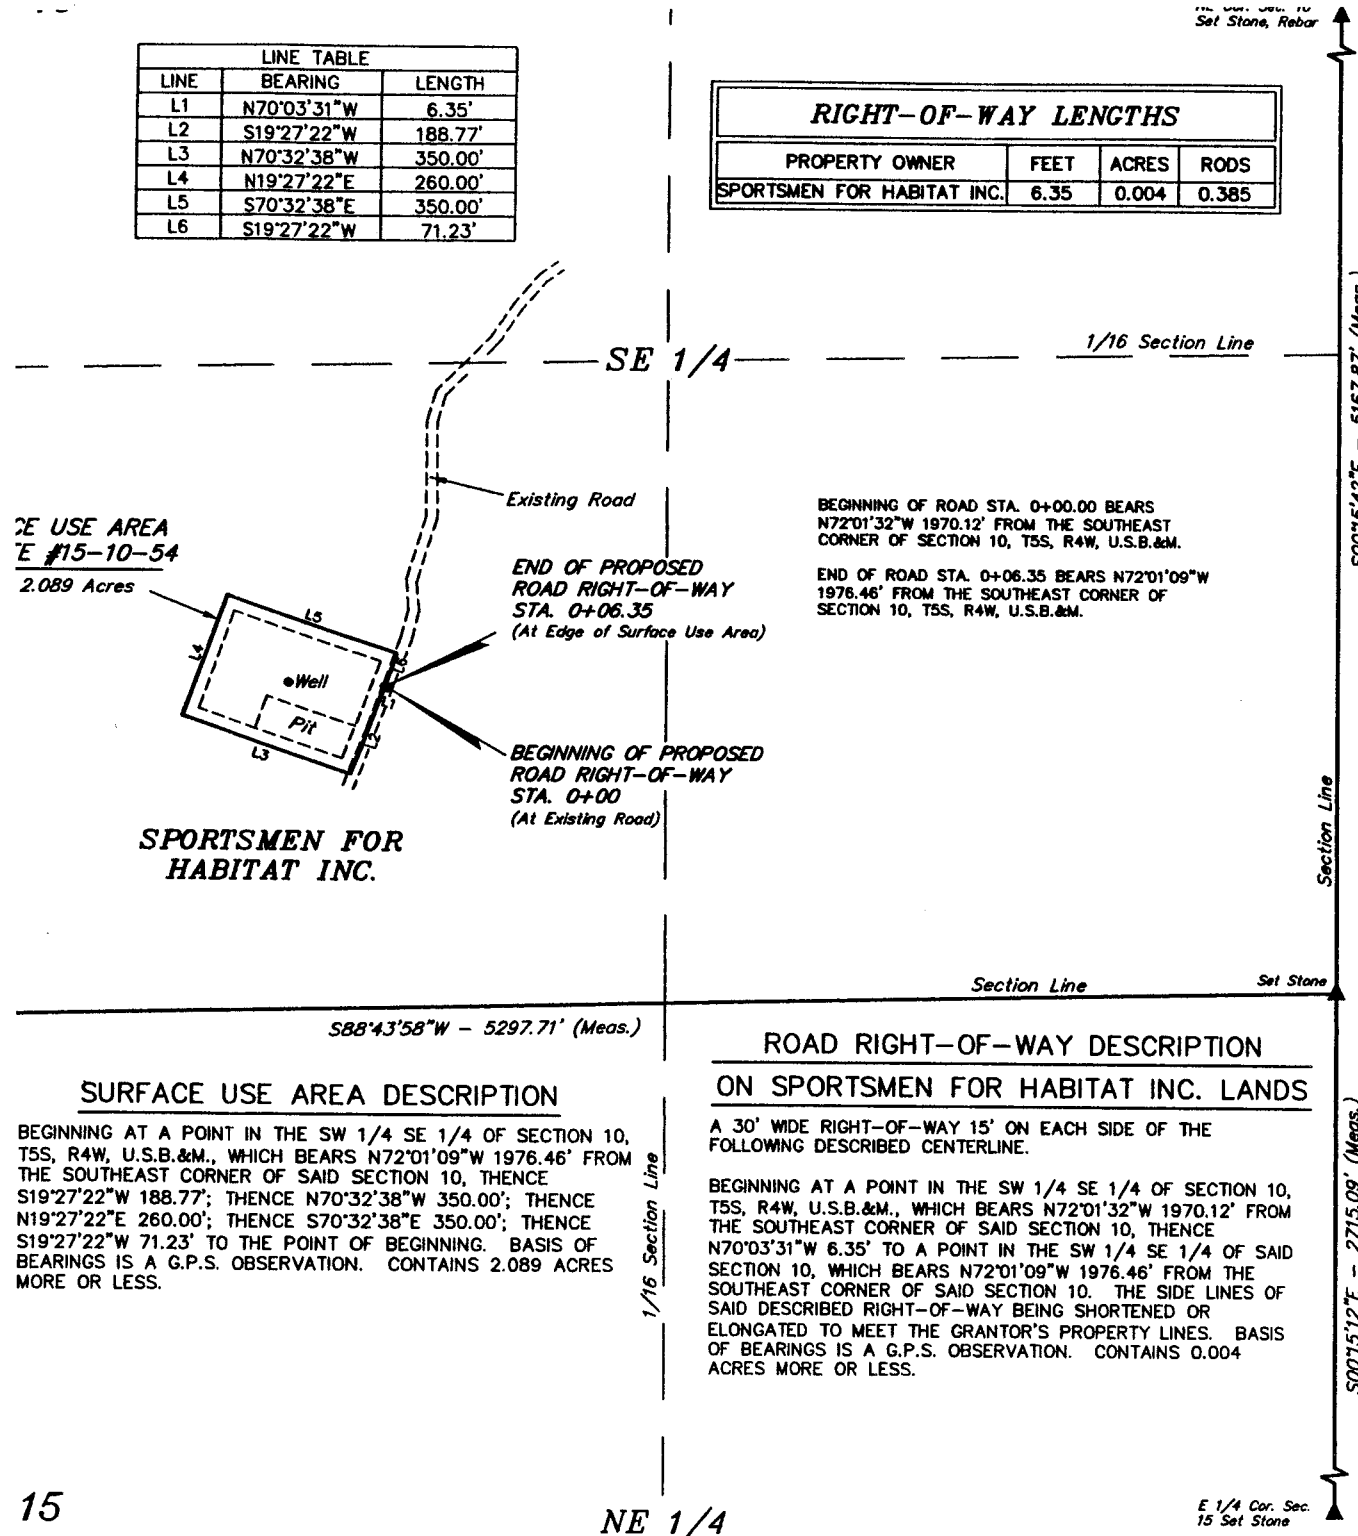 Set Stone, Rebar
LINE TABLE
LINE BEARING LENGTH
L1 N70°03'31"W 6.35'
L2 S19°27'22"W 188.77'
L3 N70°32'38"W 350.00'
L4 N19°27'22"E 260.00'
L5 S70°32'38"E 350.00'
L6 S19°27'22"W 71.23'
RIGHT-OF-WAY LENGTHS
PROPERTY OWNER FEET ACRES RODS
SPORTSMEN FOR HABITAT INC. 6.35 0.004 0.385
SE 1/4
1/16 Section Line
Existing Road
CE USE AREA
E #15-10-54
2.089 Acres
BEGINNING OF ROAD STA. 0+00.00 BEARS
N72°01'32"W 1970.12' FROM THE SOUTHEAST
CORNER OF SECTION 10, T5S, R4W, U.S.B.&M.
END OF ROAD STA. 0+06.35 BEARS N72°01'09"W
1976.46' FROM THE SOUTHEAST CORNER OF
SECTION 10, T5S, R4W, U.S.B.&M.
END OF PROPOSED
ROAD RIGHT-OF-WAY
STA. 0+06.35
(At Edge of Surface Use Area)
L5
L4
L6
L1
L2
L3
Well
Pit
BEGINNING OF PROPOSED
ROAD RIGHT-OF-WAY
STA. 0+00
(At Existing Road)
SPORTSMEN FOR
HABITAT INC.
Section Line
Section Line
Set Stone
S88°43'58"W - 5297.71' (Meas.)
SURFACE USE AREA DESCRIPTION
BEGINNING AT A POINT IN THE SW 1/4 SE 1/4 OF SECTION 10,
T5S, R4W, U.S.B.&M., WHICH BEARS N72°01'09"W 1976.46' FROM
THE SOUTHEAST CORNER OF SAID SECTION 10, THENCE
S19°27'22"W 188.77'; THENCE N70°32'38"W 350.00'; THENCE
N19°27'22"E 260.00'; THENCE S70°32'38"E 350.00'; THENCE
S19°27'22"W 71.23' TO THE POINT OF BEGINNING. BASIS OF
BEARINGS IS A G.P.S. OBSERVATION. CONTAINS 2.089 ACRES
MORE OR LESS.
1/16 Section Line
ROAD RIGHT-OF-WAY DESCRIPTION
ON SPORTSMEN FOR HABITAT INC. LANDS
A 30' WIDE RIGHT-OF-WAY 15' ON EACH SIDE OF THE
FOLLOWING DESCRIBED CENTERLINE.
BEGINNING AT A POINT IN THE SW 1/4 SE 1/4 OF SECTION 10,
T5S, R4W, U.S.B.&M., WHICH BEARS N72°01'32"W 1970.12' FROM
THE SOUTHEAST CORNER OF SAID SECTION 10, THENCE
N70°03'31"W 6.35' TO A POINT IN THE SW 1/4 SE 1/4 OF SAID
SECTION 10, WHICH BEARS N72°01'09"W 1976.46' FROM THE
SOUTHEAST CORNER OF SAID SECTION 10. THE SIDE LINES OF
SAID DESCRIBED RIGHT-OF-WAY BEING SHORTENED OR
ELONGATED TO MEET THE GRANTOR'S PROPERTY LINES. BASIS
OF BEARINGS IS A G.P.S. OBSERVATION. CONTAINS 0.004
ACRES MORE OR LESS.
S00°15'12"E - 2715.09' (Meas.)
15
NE 1/4
E 1/4 Cor. Sec.
15 Set Stone